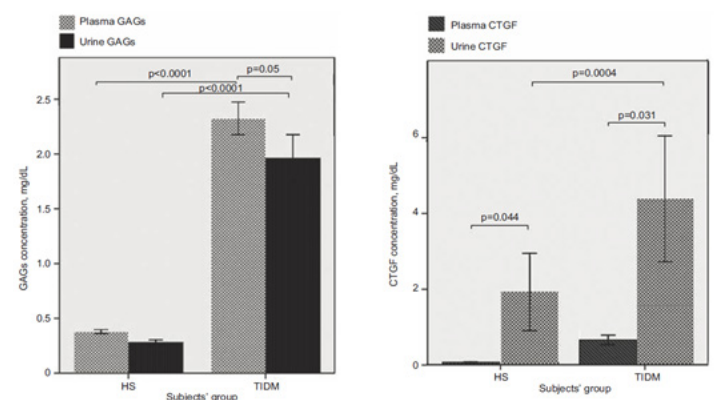 Plasma GAGs
Urine GAGs
p<0.0001
p=0.05
p<0.0001
2.5
2.0
1.5
1.0
0.5
0
GAGs concentration, mg/dL
HS
TIDM
Subjects' group
Plasma CTGF
Urine CTGF
p=0.0004
p=0.031
p=0.044
6
4
2
0
CTGF concentration, mg/dL
HS
TIDM
Subjects' group